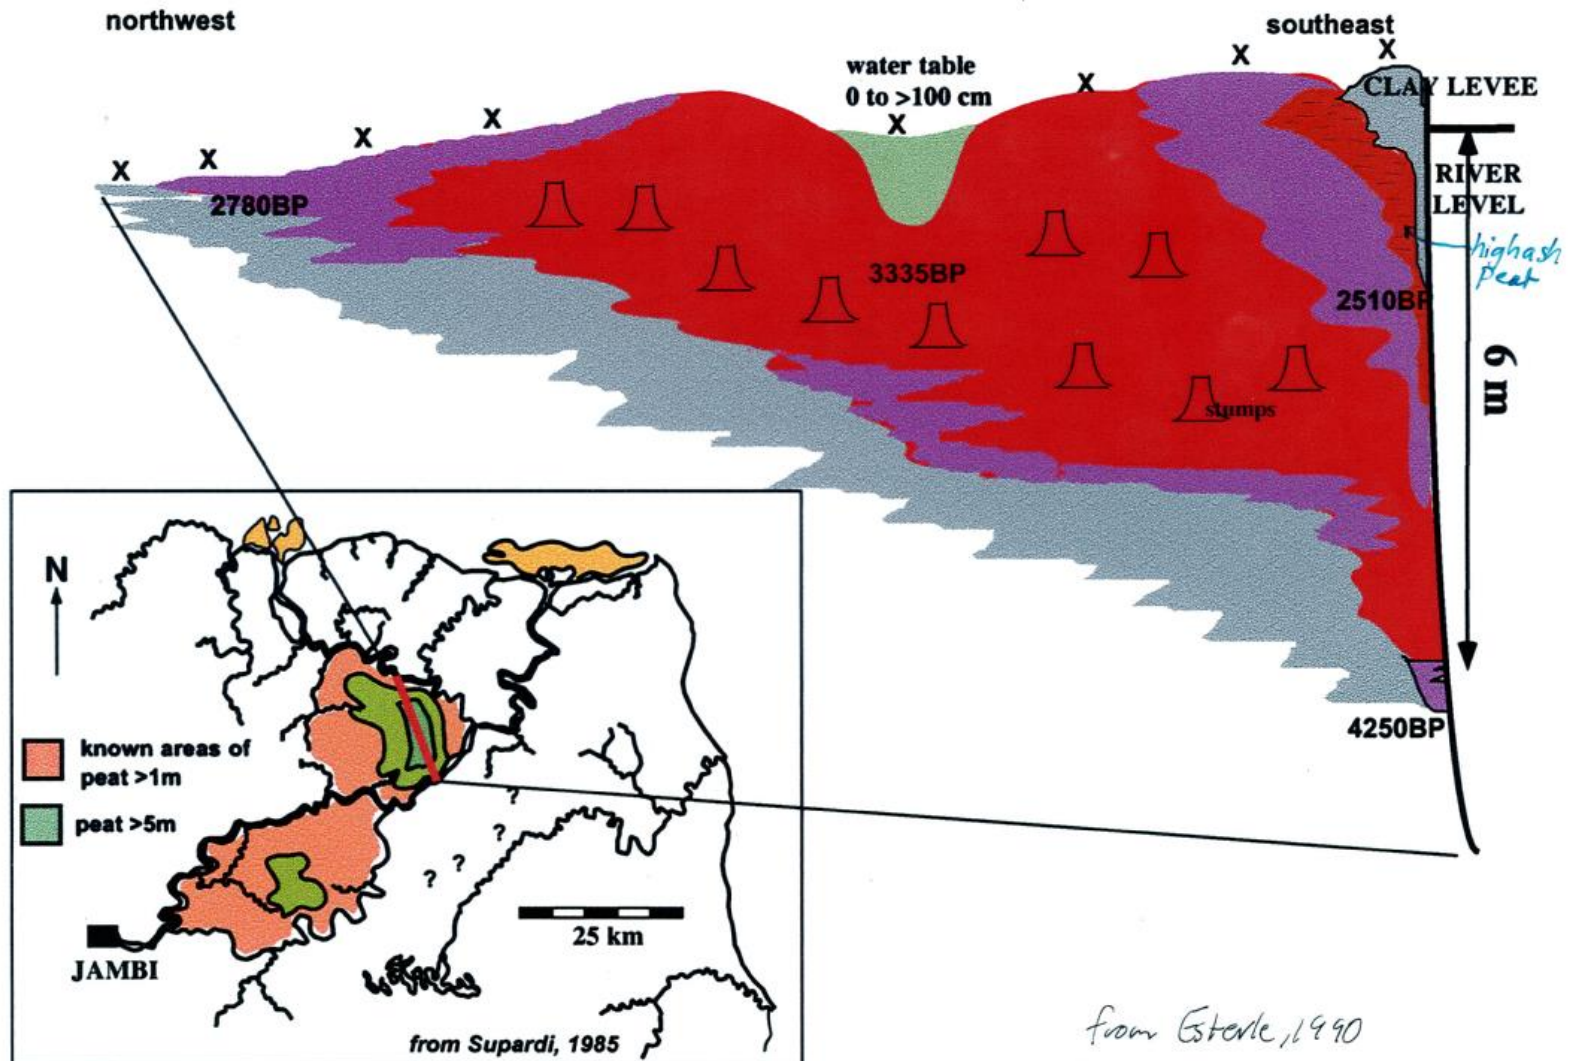 northwest
southeast
water table
0 to >100 cm
X
X
X
X
X
X
X
X
CLAY LEVEE
RIVER
LEVEL
highash
peat
2780BP
3335BP
2510BP
6 m
stumps
4250BP
N
known areas of
peat >1m
peat >5m
?
?
?
?
25 km
JAMBI
from Supardi, 1985
from Esterle, 1990